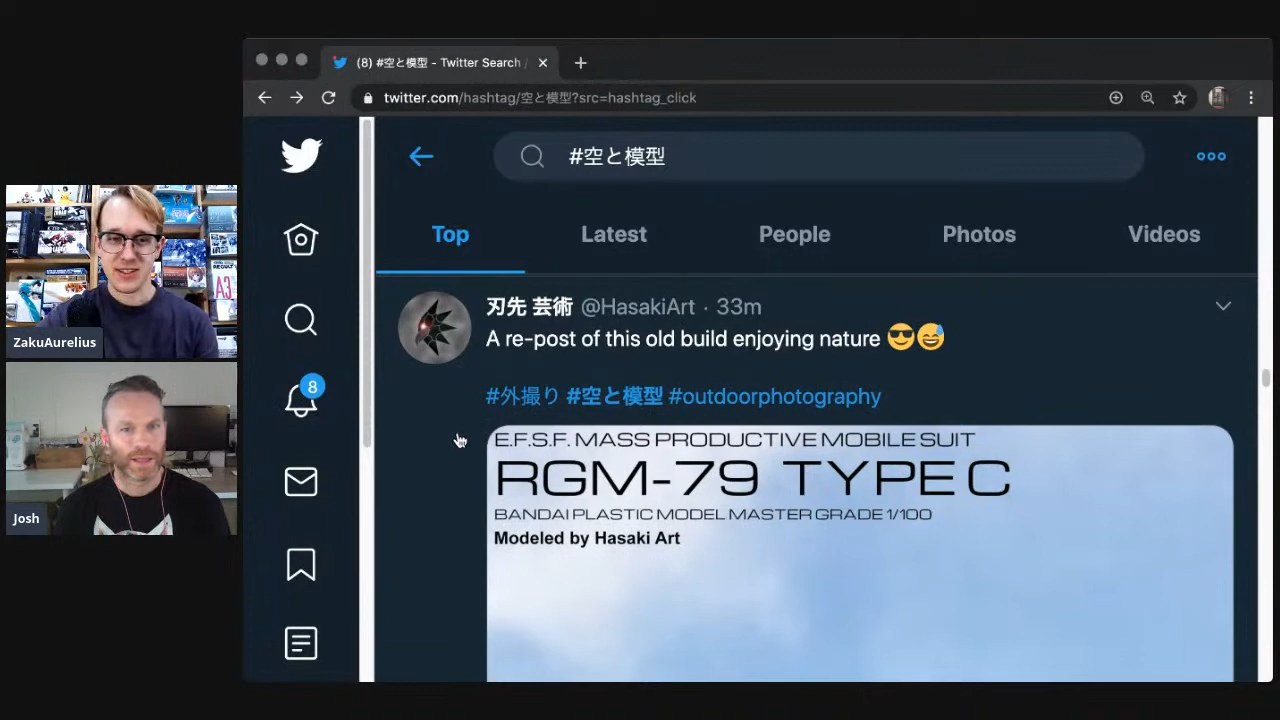 (8) #空と模型 - Twitter Search /
twitter.com/hashtag/空と模型?src=hashtag_click
#空と模型
Top Latest People Photos Videos
刃先 芸術 @HasakiArt · 33m
A re-post of this old build enjoying nature 😎😅
#外撮り #空と模型 #outdoorphotography
8
E.F.S.F. MASS PRODUCTIVE MOBILE SUIT
RGM-79 TYPE C
BANDAI PLASTIC MODEL MASTER GRADE 1/100
Modeled by Hasaki Art
A3
ZakuAurelius
Josh